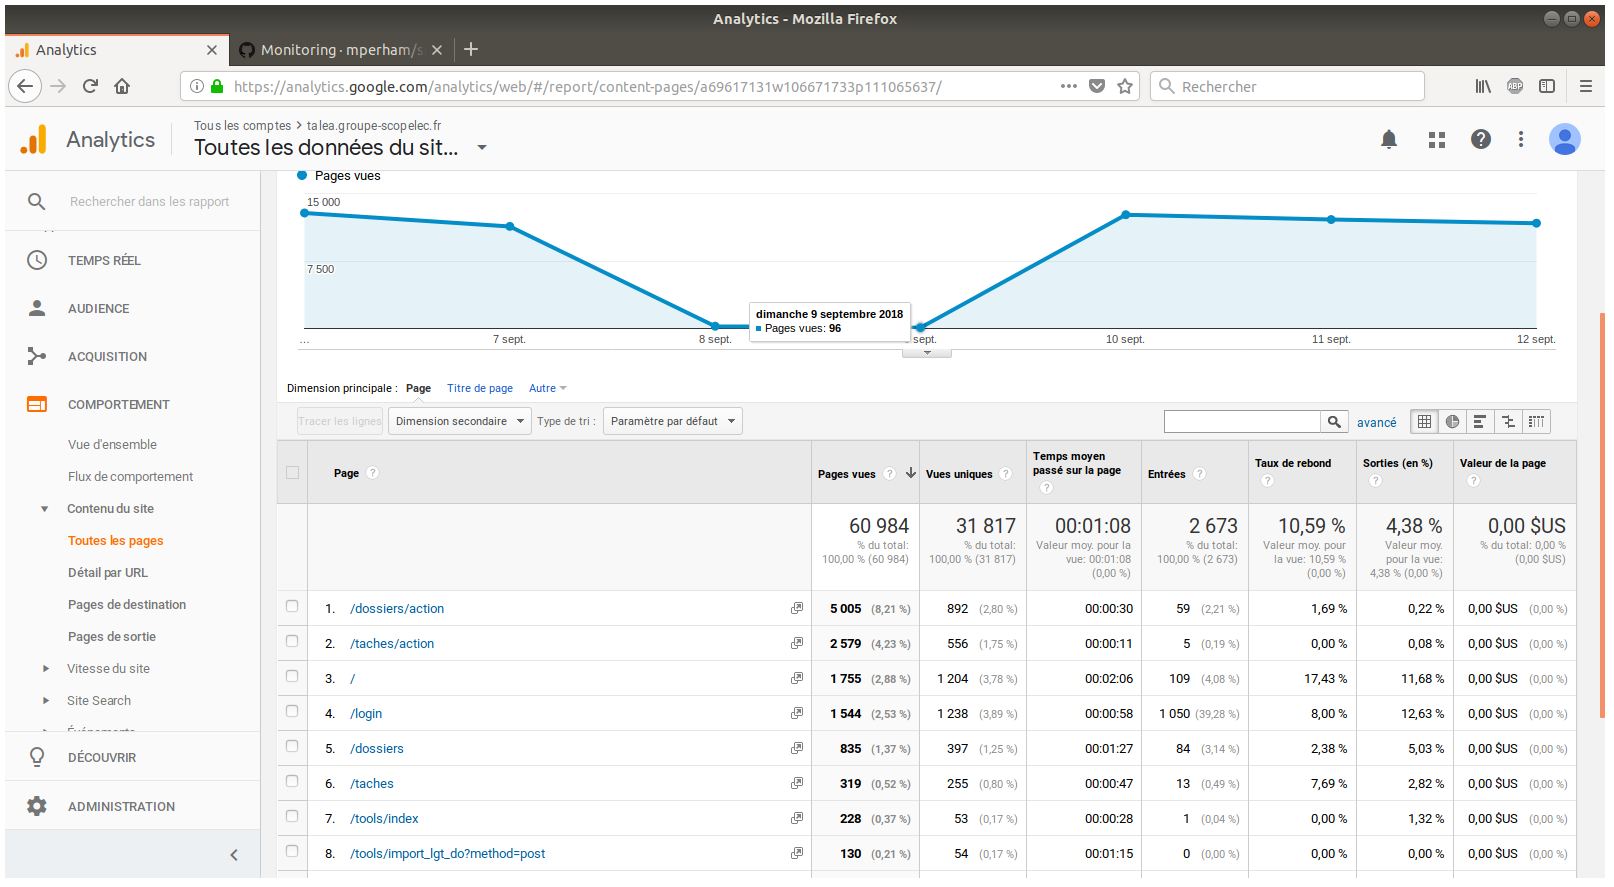 Analytics - Mozilla Firefox
Analytics
Monitoring · mperham/s
https://analytics.google.com/analytics/web/#/report/content-pages/a69617131w106671733p111065637/
Rechercher
ABP
Analytics
Tous les comptes > talea.groupe-scopelec.fr
Toutes les données du sit...
Rechercher dans les rapport
TEMPS RÉEL
AUDIENCE
ACQUISITION
COMPORTEMENT
Vue d'ensemble
Flux de comportement
Contenu du site
Toutes les pages
Détail par URL
Pages de destination
Pages de sortie
Vitesse du site
Site Search
DÉCOUVRIR
ADMINISTRATION
Pages vues
15 000
7 500
dimanche 9 septembre 2018
Pages vues: 96
... 7 sept. 8 sept. sept. 10 sept. 11 sept. 12 sept.
Dimension principale : Page Titre de page Autre
Tracer les lignes Dimension secondaire Type de tri : Paramètre par défaut avancé
Page ? Pages vues ? Vues uniques ? Temps moyen passé sur la page ? Entrées ? Taux de rebond ? Sorties (en %) ? Valeur de la page ?
60 984 31 817 00:01:08 2 673 10,59 % 4,38 % 0,00 $US
% du total: 100,00 % (60 984) % du total: 100,00 % (31 817) Valeur moy. pour la vue: 00:01:08 (0,00 %) % du total: 100,00 % (2 673) Valeur moy. pour la vue: 10,59 % (0,00 %) Valeur moy. pour la vue: 4,38 % (0,00 %) % du total: 0,00 % (0,00 $US)
1. /dossiers/action 5 005 (8,21 %) 892 (2,80 %) 00:00:30 59 (2,21 %) 1,69 % 0,22 % 0,00 $US (0,00 %)
2. /taches/action 2 579 (4,23 %) 556 (1,75 %) 00:00:11 5 (0,19 %) 0,00 % 0,08 % 0,00 $US (0,00 %)
3. / 1 755 (2,88 %) 1 204 (3,78 %) 00:02:06 109 (4,08 %) 17,43 % 11,68 % 0,00 $US (0,00 %)
4. /login 1 544 (2,53 %) 1 238 (3,89 %) 00:00:58 1 050 (39,28 %) 8,00 % 12,63 % 0,00 $US (0,00 %)
5. /dossiers 835 (1,37 %) 397 (1,25 %) 00:01:27 84 (3,14 %) 2,38 % 5,03 % 0,00 $US (0,00 %)
6. /taches 319 (0,52 %) 255 (0,80 %) 00:00:47 13 (0,49 %) 7,69 % 2,82 % 0,00 $US (0,00 %)
7. /tools/index 228 (0,37 %) 53 (0,17 %) 00:00:28 1 (0,04 %) 0,00 % 1,32 % 0,00 $US (0,00 %)
8. /tools/import_lgt_do?method=post 130 (0,21 %) 54 (0,17 %) 00:01:15 0 (0,00 %) 0,00 % 0,00 % 0,00 $US (0,00 %)